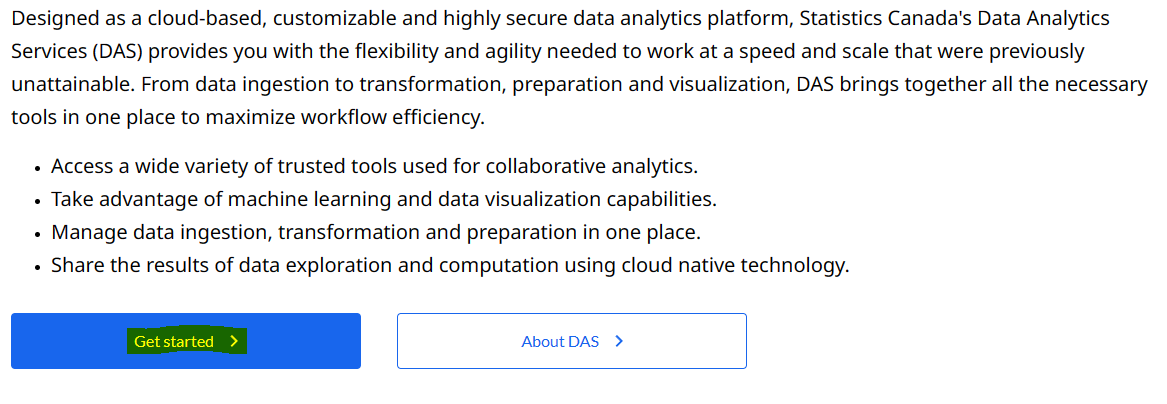 Designed as a cloud-based, customizable and highly secure data analytics platform, Statistics Canada's Data Analytics
Services (DAS) provides you with the flexibility and agility needed to work at a speed and scale that were previously
unattainable. From data ingestion to transformation, preparation and visualization, DAS brings together all the necessary
tools in one place to maximize workflow efficiency.
• Access a wide variety of trusted tools used for collaborative analytics.
• Take advantage of machine learning and data visualization capabilities.
• Manage data ingestion, transformation and preparation in one place.
• Share the results of data exploration and computation using cloud native technology.
Get started
About DAS